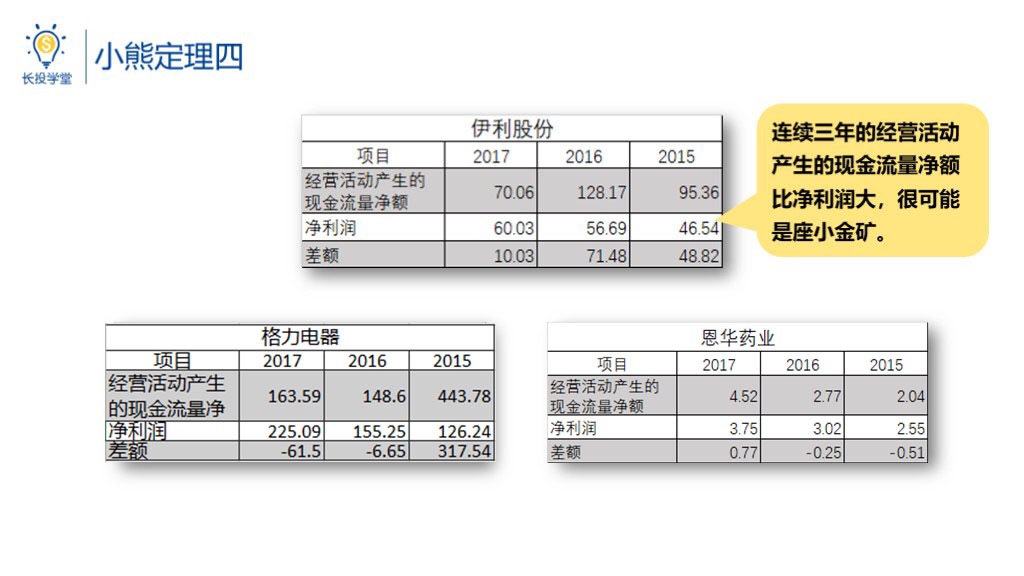 长投学堂
小熊定理四
伊利股份
项目 2017 2016 2015
经营活动产生的
现金流量净额 70.06 128.17 95.36
净利润 60.03 56.69 46.54
差额 10.03 71.48 48.82
连续三年的经营活动
产生的现金流量净额
比净利润大，很可能
是座小金矿。
格力电器
项目 2017 2016 2015
经营活动产生
的现金流量净 163.59 148.6 443.78
净利润 225.09 155.25 126.24
差额 -61.5 -6.65 317.54
恩华药业
项目 2017 2016 2015
经营活动产生的
现金流量净额 4.52 2.77 2.04
净利润 3.75 3.02 2.55
差额 0.77 -0.25 -0.51